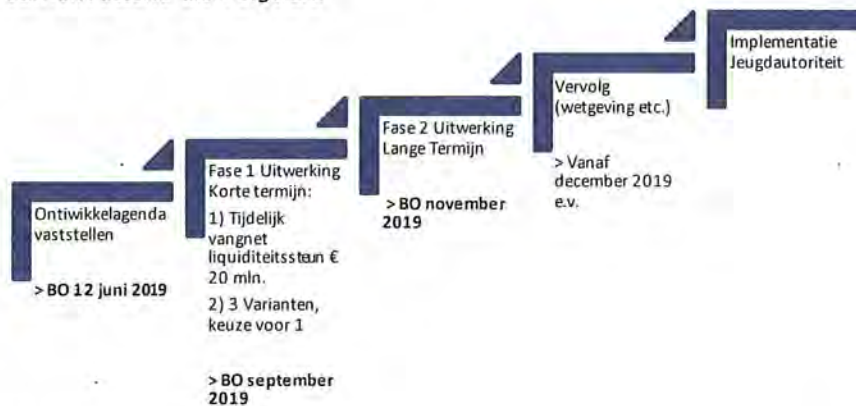 Ontiwikkelagenda
vaststellen
> BO 12 juni 2019
Fase 1 Uitwerking
Korte termijn:
1) Tijdelijk
vangnet
liquiditeitssteun €
20 mln.
2) 3 Varianten,
keuze voor 1
> BO september
2019
Fase 2 Uitwerking
Lange Termijn
> BO november
2019
Vervolg
(wetgeving etc.)
> Vanaf
december 2019
e.v.
Implementatie
Jeugdautoriteit